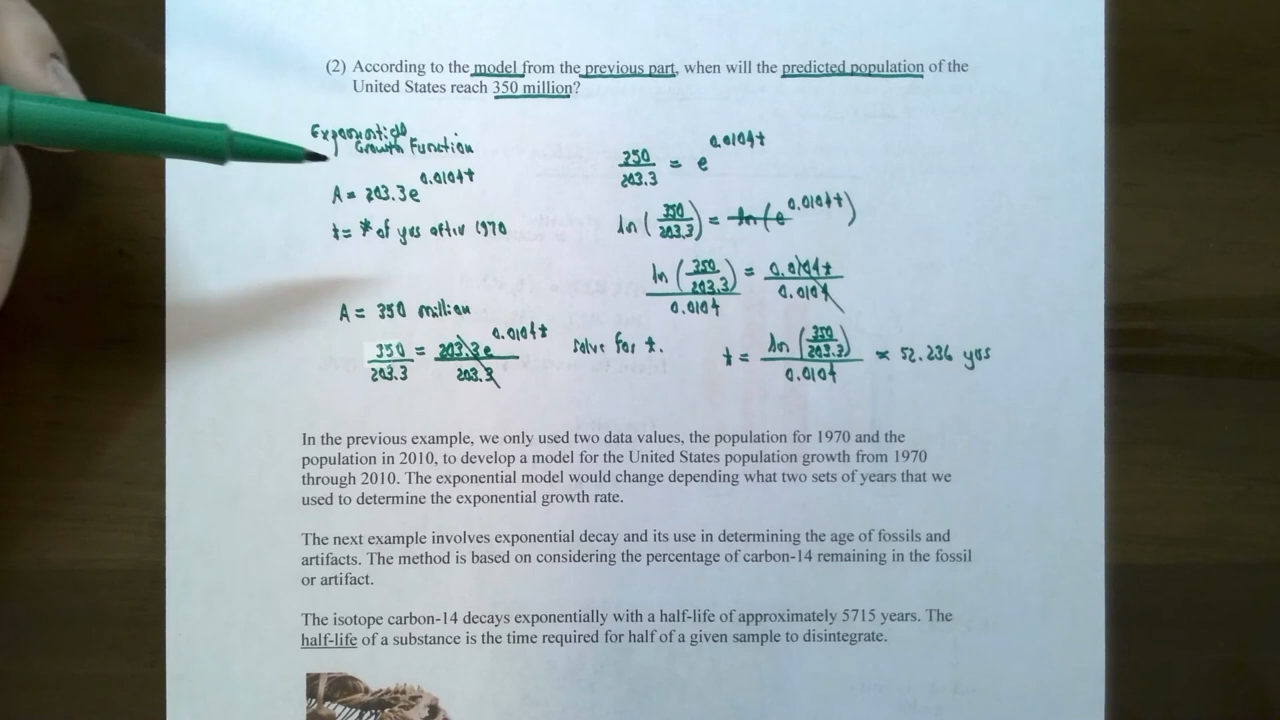 (2) According to the model from the previous part, when will the predicted population of the
United States reach 350 million?
Exponential
Growth Function
A = 203.3e^0.0104t
t = # of yrs after 1970
A = 350 million
350/203.3 = 203.3e^0.0104t/203.3 solve for t.
350/203.3 = e^0.0104t
ln(350/203.3) = ln(e^0.0104t)
ln(350/203.3)/0.0104 = 0.0104t/0.0104
t = ln(350/203.3)/0.0104 ≈ 52.236 yrs
In the previous example, we only used two data values, the population for 1970 and the
population in 2010, to develop a model for the United States population growth from 1970
through 2010. The exponential model would change depending what two sets of years that we
used to determine the exponential growth rate.
The next example involves exponential decay and its use in determining the age of fossils and
artifacts. The method is based on considering the percentage of carbon-14 remaining in the fossil
or artifact.
The isotope carbon-14 decays exponentially with a half-life of approximately 5715 years. The
half-life of a substance is the time required for half of a given sample to disintegrate.